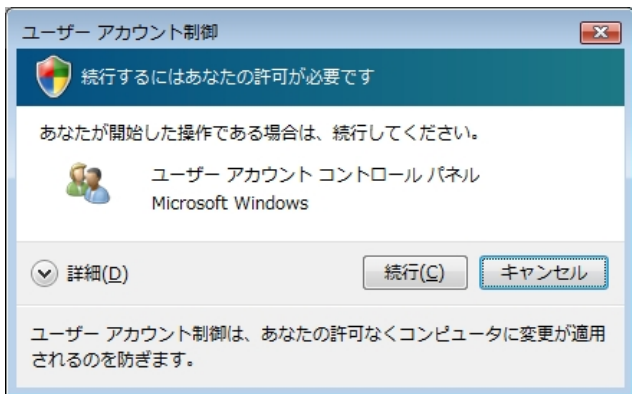 ユーザー アカウント制御
続行するにはあなたの許可が必要です
あなたが開始した操作である場合は、続行してください。
ユーザー アカウント コントロール パネル
Microsoft Windows
詳細(D)
続行(C)
キャンセル
ユーザー アカウント制御は、あなたの許可なくコンピュータに変更が適用
されるのを防ぎます。